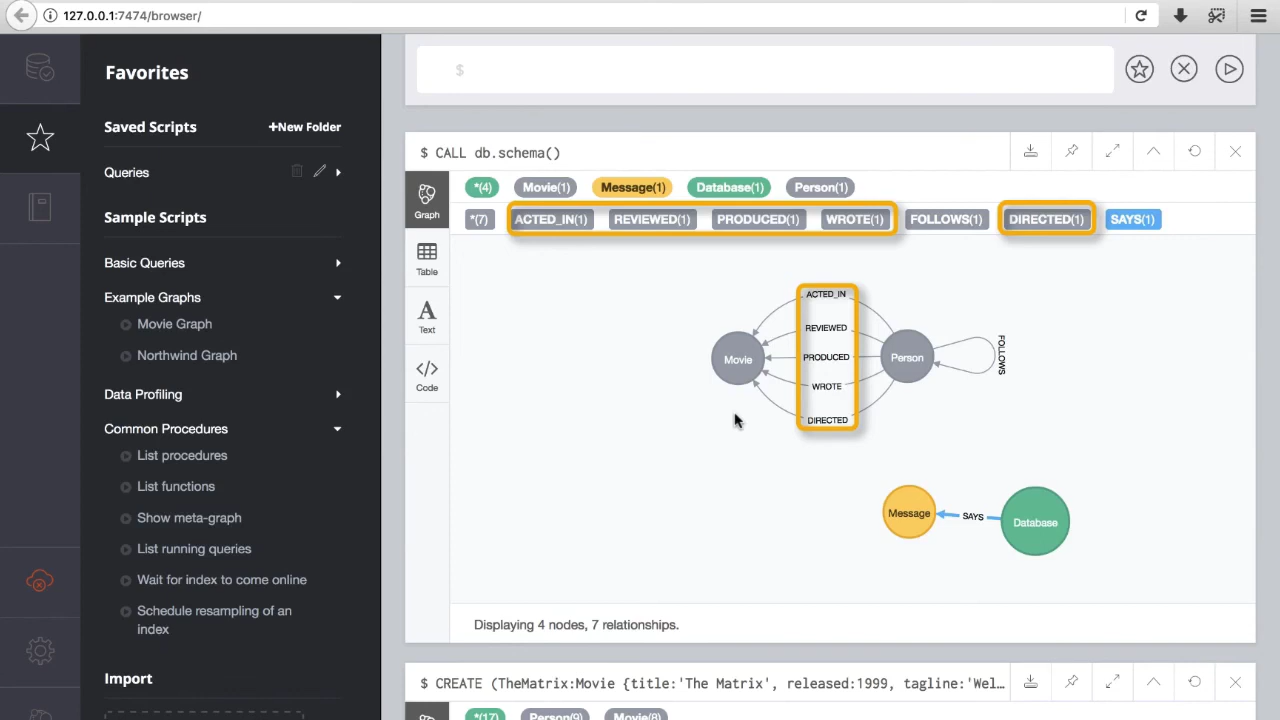 127.0.0.1:7474/browser/
Favorites
Saved Scripts
+New Folder
Queries
Sample Scripts
Basic Queries
Example Graphs
Movie Graph
Northwind Graph
Data Profiling
Common Procedures
List procedures
List functions
Show meta-graph
List running queries
Wait for index to come online
Schedule resampling of an
index
Import
$
$ CALL db.schema()
Graph
Table
A
Text
</>
Code
*(4) Movie(1) Message(1) Database(1) Person(1)
*(7) ACTED_IN(1) REVIEWED(1) PRODUCED(1) WROTE(1) FOLLOWS(1) DIRECTED(1) SAYS(1)
ACTED_IN
REVIEWED
Movie PRODUCED Person FOLLOWS
WROTE
DIRECTED
Message SAYS Database
Displaying 4 nodes, 7 relationships.
$ CREATE (TheMatrix:Movie {title:'The Matrix', released:1999, tagline:'Wel…
*(17) Person(9) Movie(8)